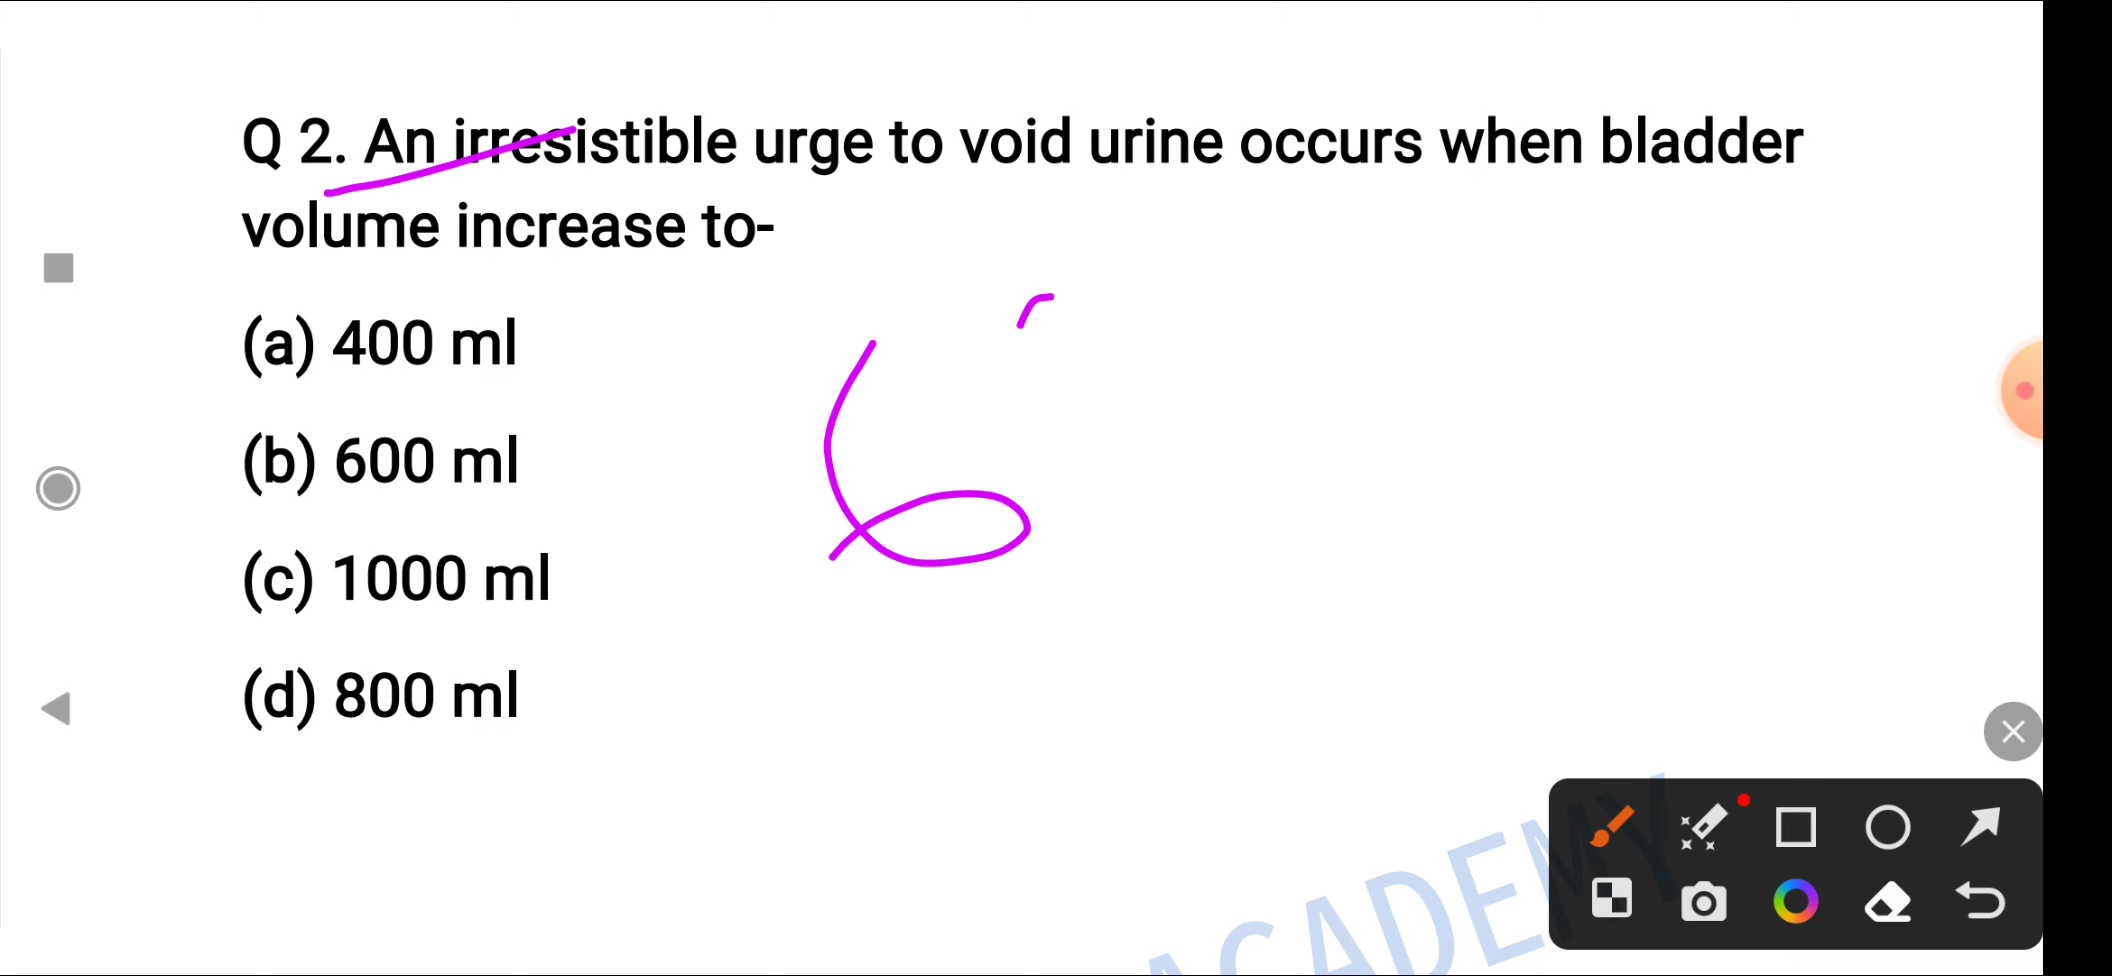 Q 2. An irresistible urge to void urine occurs when bladder
volume increase to-
(a) 400 ml
(b) 600 ml
(c) 1000 ml
(d) 800 ml
6
ACADEMY